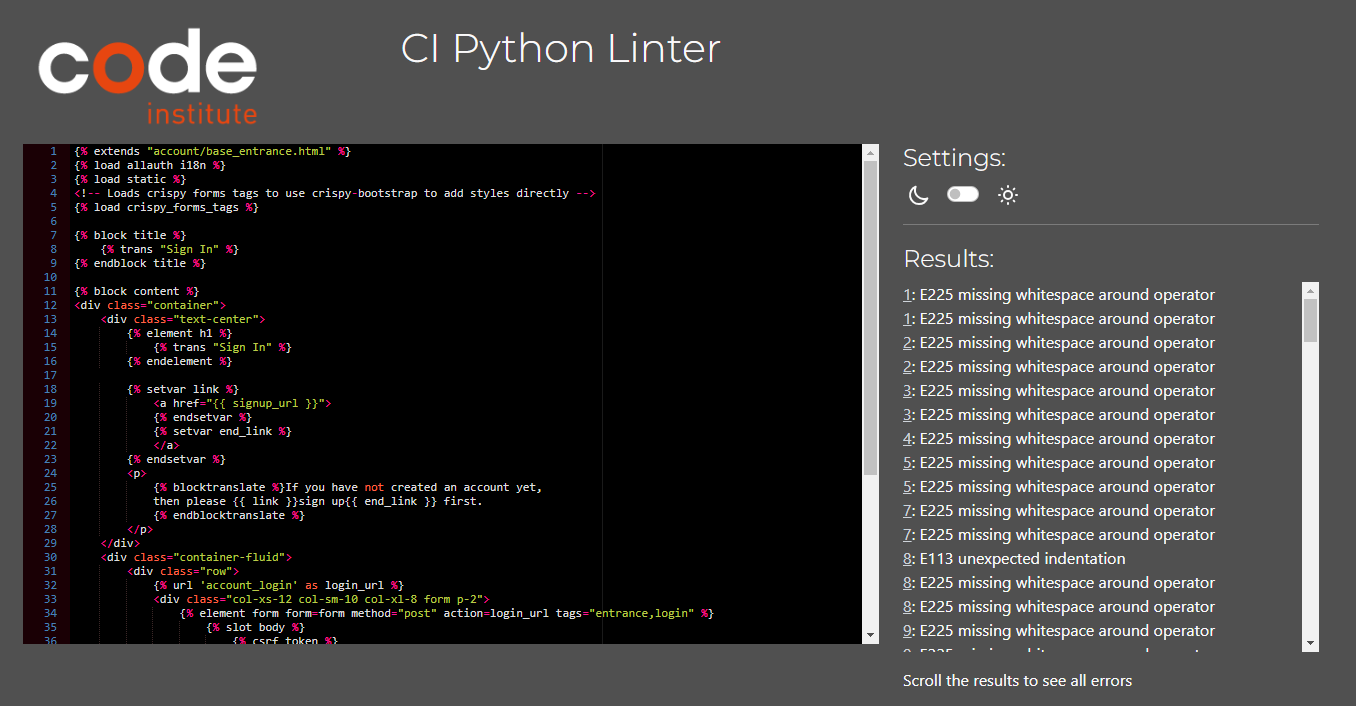 code
institute
CI Python Linter
1 {% extends "account/base_entrance.html" %}
2 {% load allauth i18n %}
3 {% load static %}
4 <!-- Loads crispy forms tags to use crispy-bootstrap to add styles directly -->
5 {% load crispy_forms_tags %}
6
7 {% block title %}
8 {% trans "Sign In" %}
9 {% endblock title %}
10
11 {% block content %}
12 <div class="container">
13 <div class="text-center">
14 {% element h1 %}
15 {% trans "Sign In" %}
16 {% endelement %}
17
18 {% setvar link %}
19 <a href="{{ signup_url }}">
20 {% endsetvar %}
21 {% setvar end_link %}
22 </a>
23 {% endsetvar %}
24 <p>
25 {% blocktranslate %}If you have not created an account yet,
26 then please {{ link }}sign up{{ end_link }} first.
27 {% endblocktranslate %}
28 </p>
29 </div>
30 <div class="container-fluid">
31 <div class="row">
32 {% url 'account_login' as login_url %}
33 <div class="col-xs-12 col-sm-10 col-xl-8 form p-2">
34 {% element form form=form method="post" action=login_url tags="entrance,login" %}
35 {% slot body %}
36 {% csrf_token %}
Settings:
Results:
1: E225 missing whitespace around operator
1: E225 missing whitespace around operator
2: E225 missing whitespace around operator
2: E225 missing whitespace around operator
3: E225 missing whitespace around operator
3: E225 missing whitespace around operator
4: E225 missing whitespace around operator
5: E225 missing whitespace around operator
5: E225 missing whitespace around operator
7: E225 missing whitespace around operator
7: E225 missing whitespace around operator
8: E113 unexpected indentation
8: E225 missing whitespace around operator
8: E225 missing whitespace around operator
9: E225 missing whitespace around operator
9: E225 missing whitespace around operator
Scroll the results to see all errors